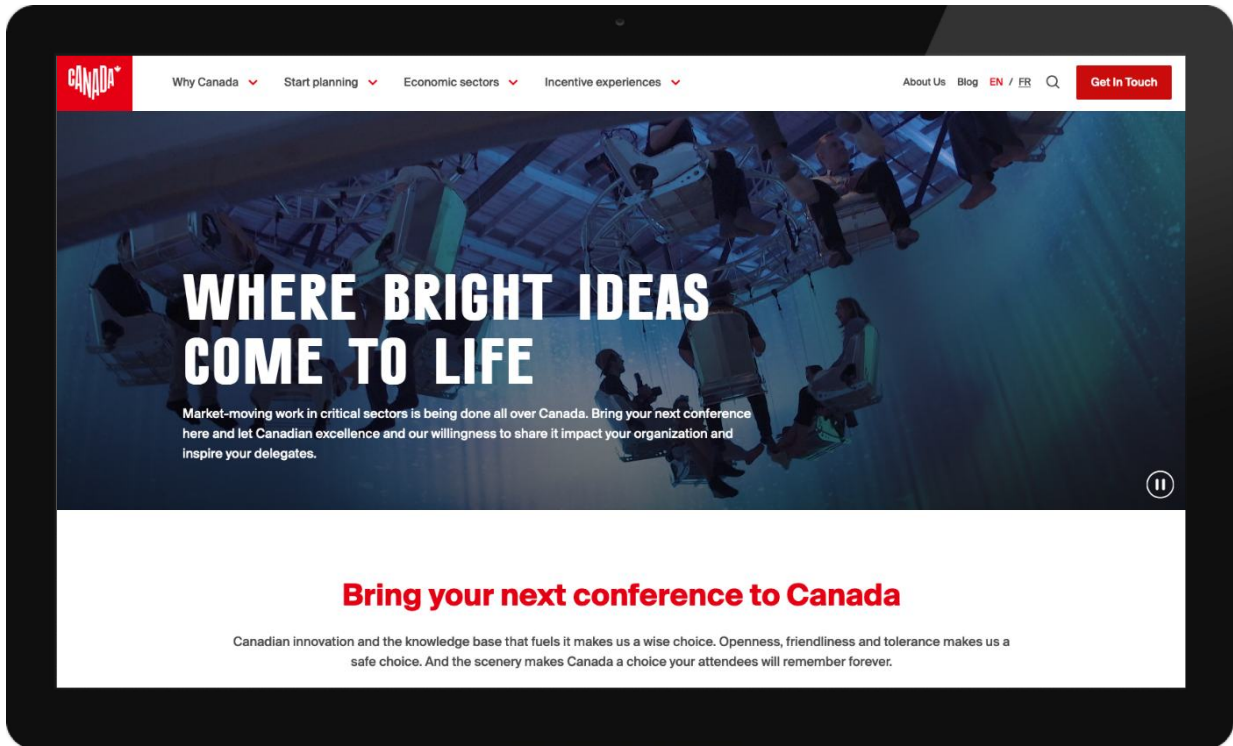 CANADA
Why Canada
Start planning
Economic sectors
Incentive experiences
About Us
Blog
EN / FR
Get In Touch
WHERE BRIGHT IDEAS
COME TO LIFE
Market-moving work in critical sectors is being done all over Canada. Bring your next conference
here and let Canadian excellence and our willingness to share it impact your organization and
inspire your delegates.
Bring your next conference to Canada
Canadian innovation and the knowledge base that fuels it makes us a wise choice. Openness, friendliness and tolerance makes us a
safe choice. And the scenery makes Canada a choice your attendees will remember forever.